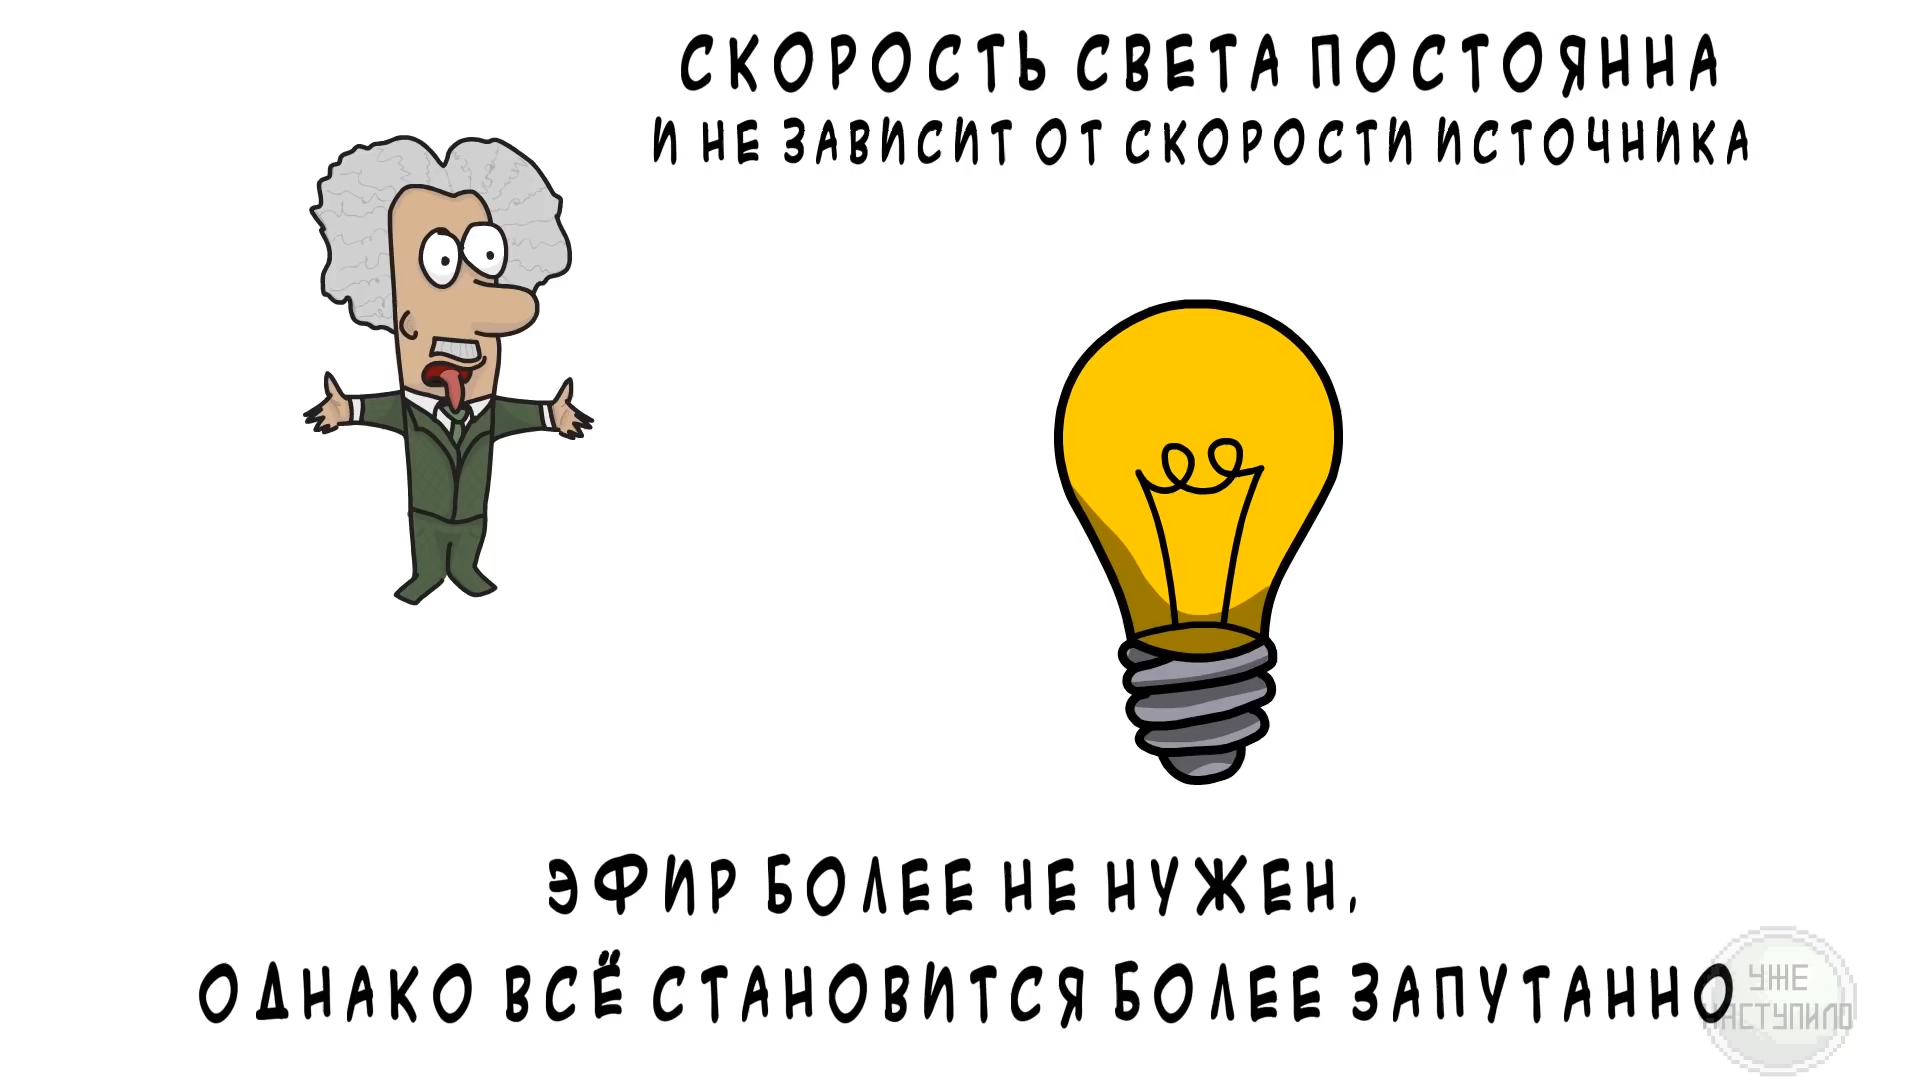 СКОРОСТЬ СВЕТА ПОСТОЯННА
И НЕ ЗАВИСИТ ОТ СКОРОСТИ ИСТОЧНИКА
ЭФИР БОЛЕЕ НЕ НУЖЕН,
ОДНАКО ВСЁ СТАНОВИТСЯ БОЛЕЕ ЗАПУТАННО
УЖЕ
НАСТУПИЛО